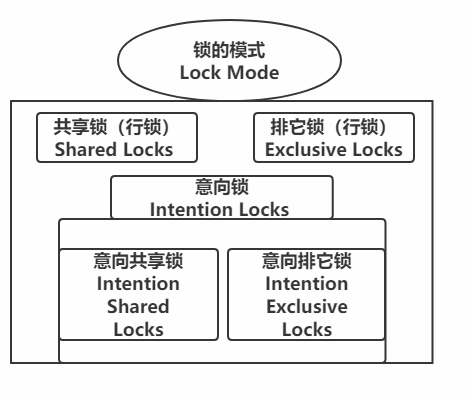 锁的模式
Lock Mode
共享锁（行锁）
Shared Locks
排它锁（行锁）
Exclusive Locks
意向锁
Intention Locks
意向共享锁
Intention
Shared
Locks
意向排它锁
Intention
Exclusive
Locks